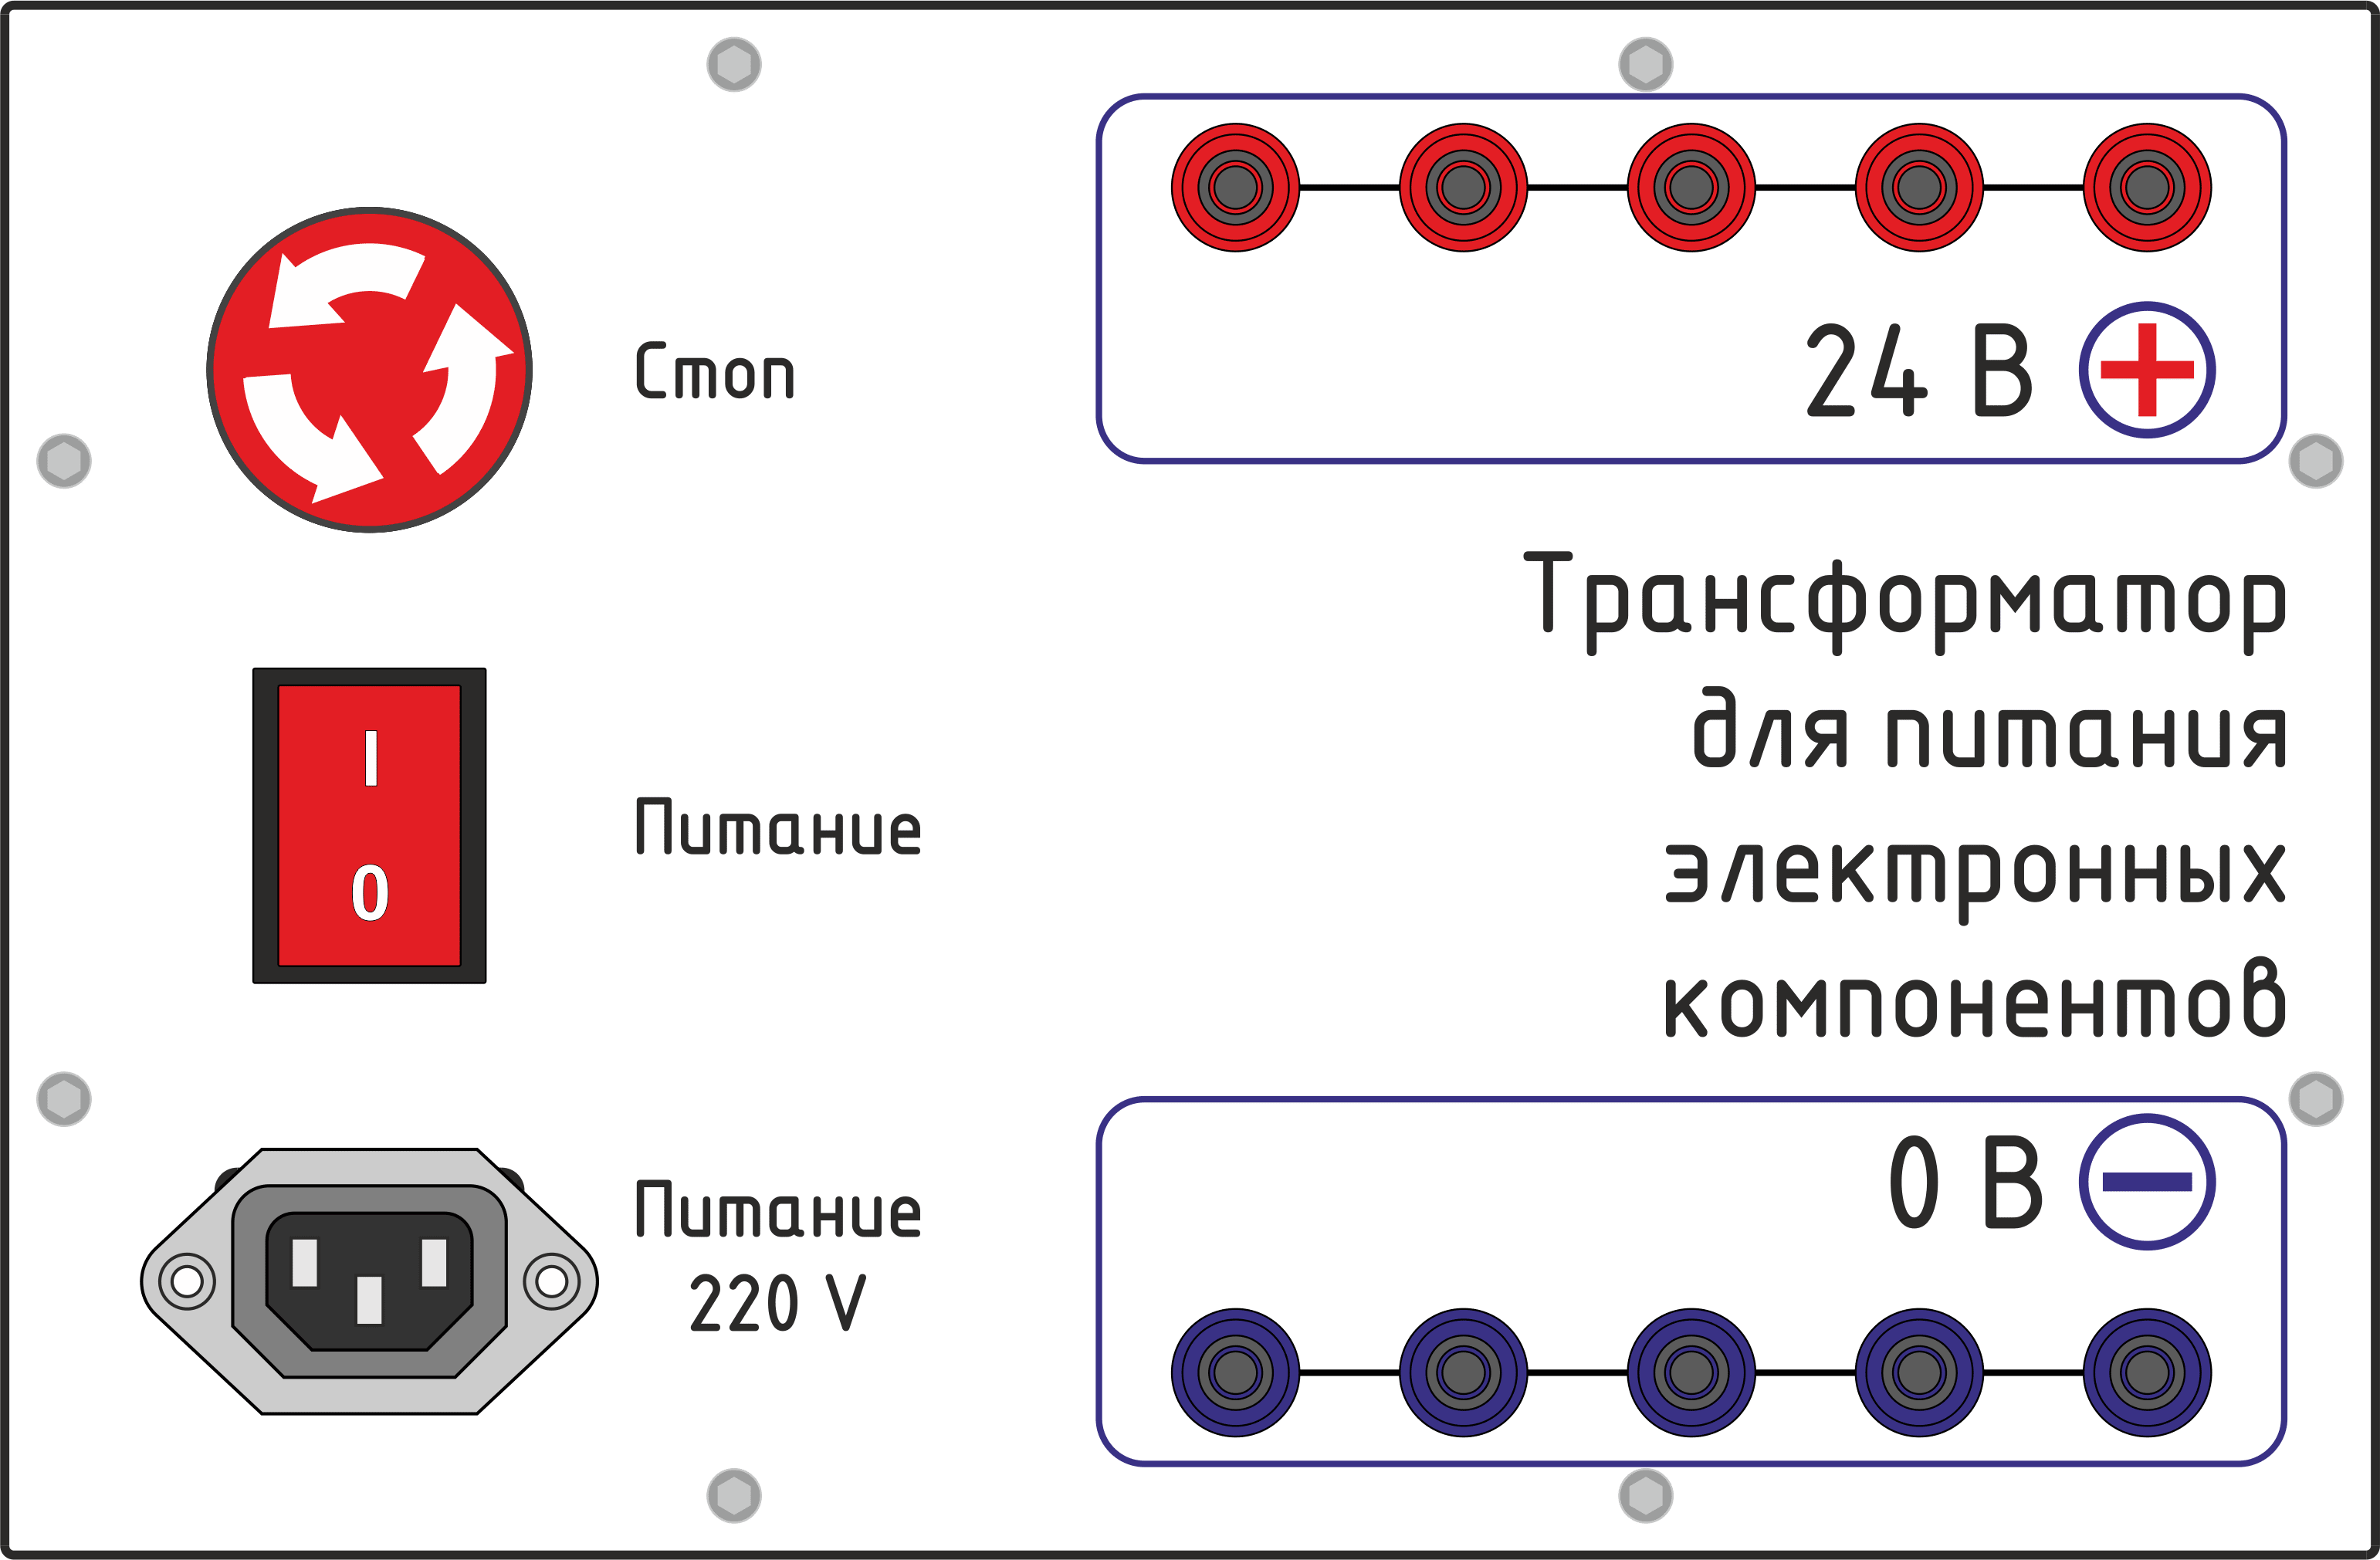 24 В
Стоп
Трансформатор
для питания
электронных
компонентов
I
0
Питание
0 В
Питание
220 V